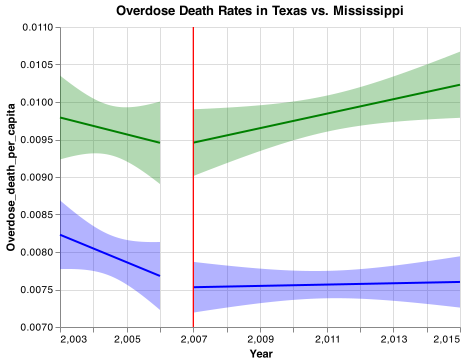 Overdose Death Rates in Texas vs. Mississippi
Overdose_death_per_capita
0.0110
0.0105
0.0100
0.0095
0.0090
0.0085
0.0080
0.0075
0.0070
2,003 2,005 2,007 2,009 2,011 2,013 2,015
Year